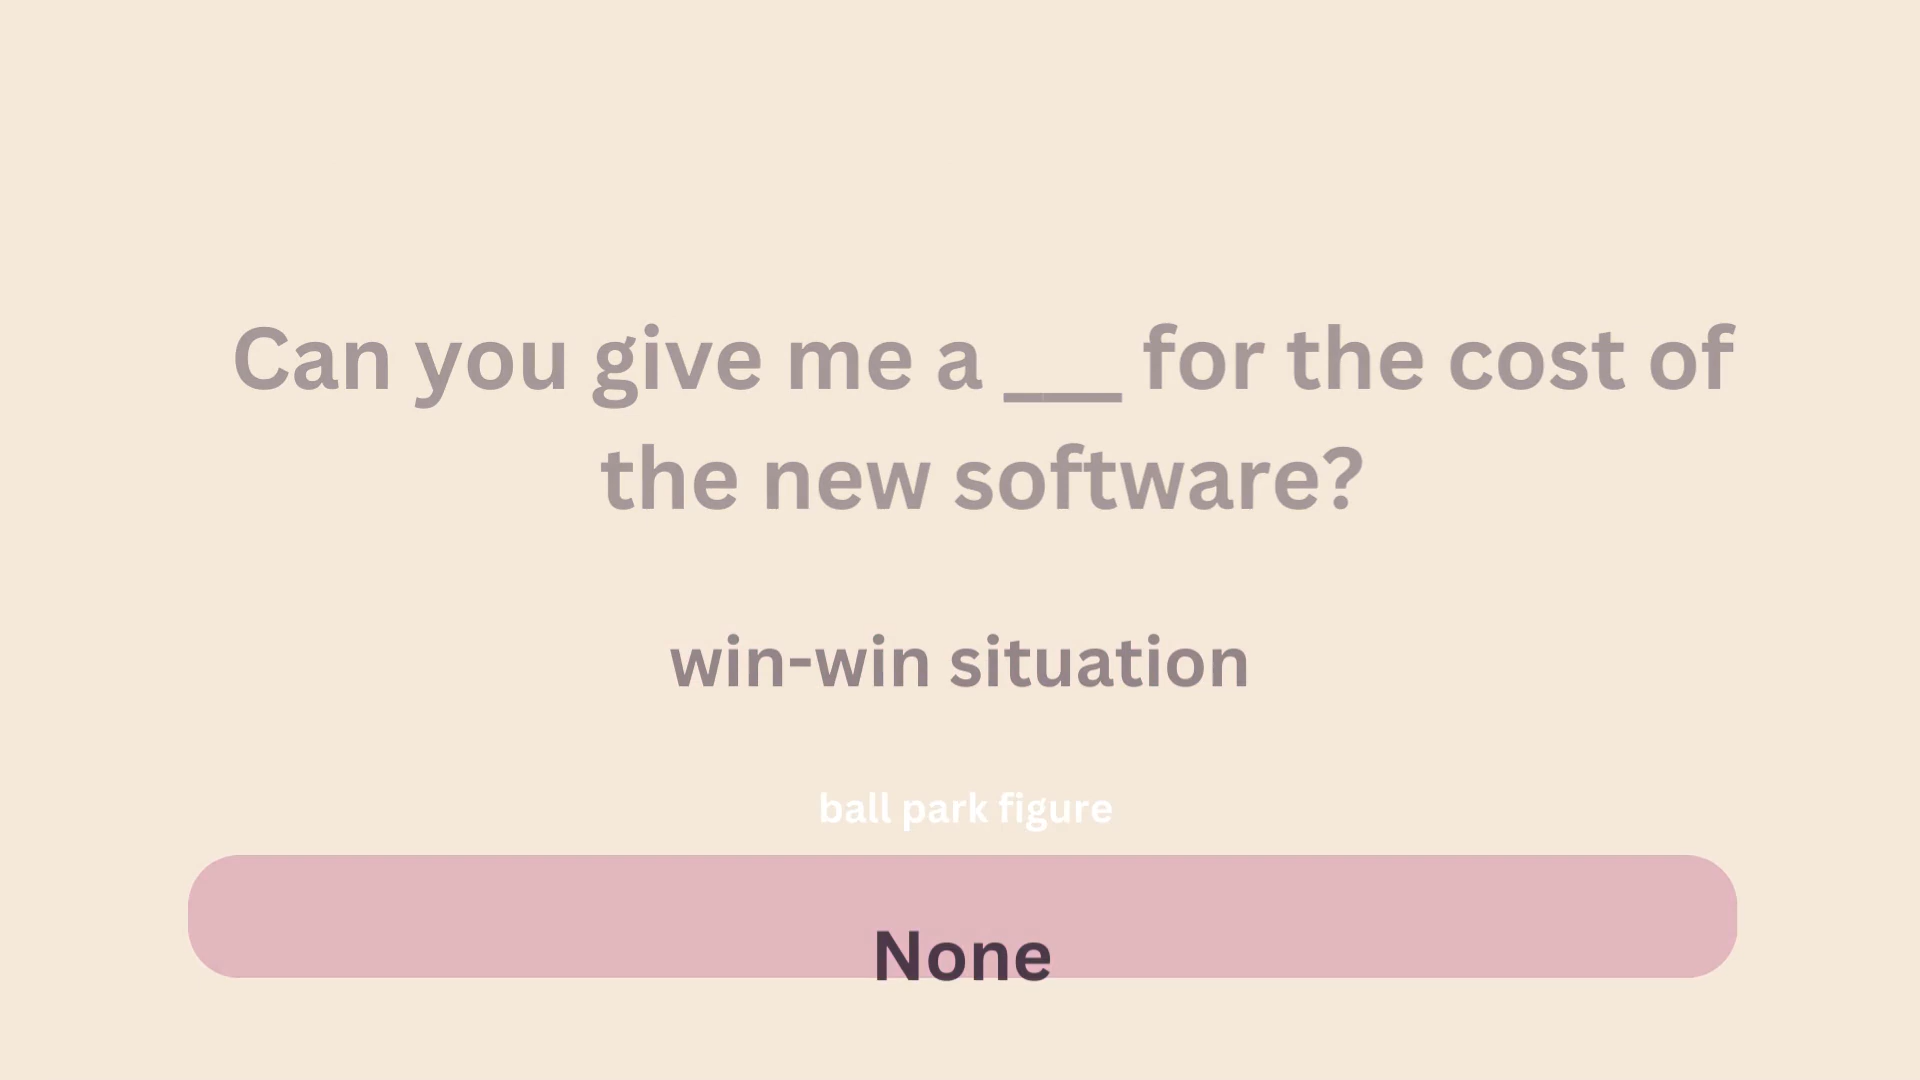 Can you give me a ___ for the cost of
the new software?
win-win situation
ball park figure
None